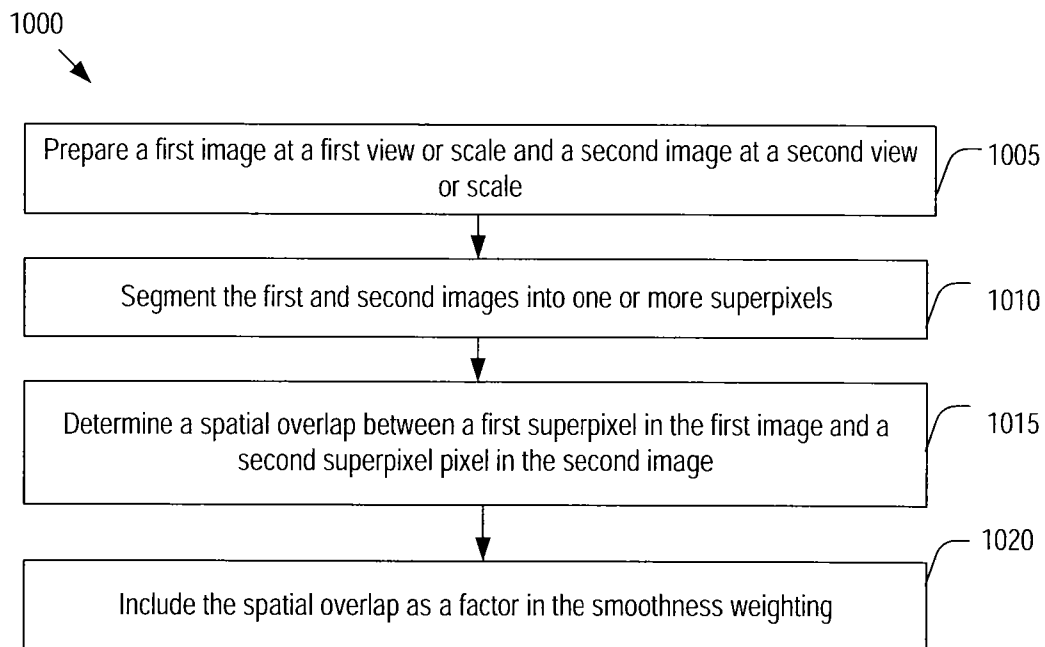 1000
Prepare a first image at a first view or scale and a second image at a second view
or scale
1005
Segment the first and second images into one or more superpixels
1010
Determine a spatial overlap between a first superpixel in the first image and a
second superpixel pixel in the second image
1015
Include the spatial overlap as a factor in the smoothness weighting
1020